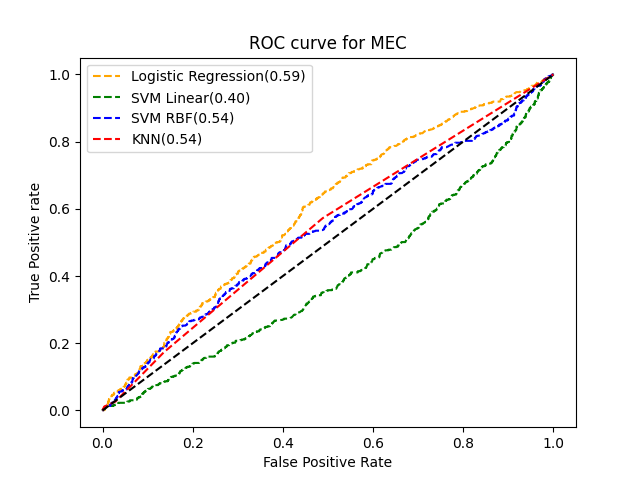 ROC curve for MEC
Logistic Regression(0.59)
SVM Linear(0.40)
SVM RBF(0.54)
KNN(0.54)
True Positive rate
1.0
0.8
0.6
0.4
0.2
0.0
0.0 0.2 0.4 0.6 0.8 1.0
False Positive Rate